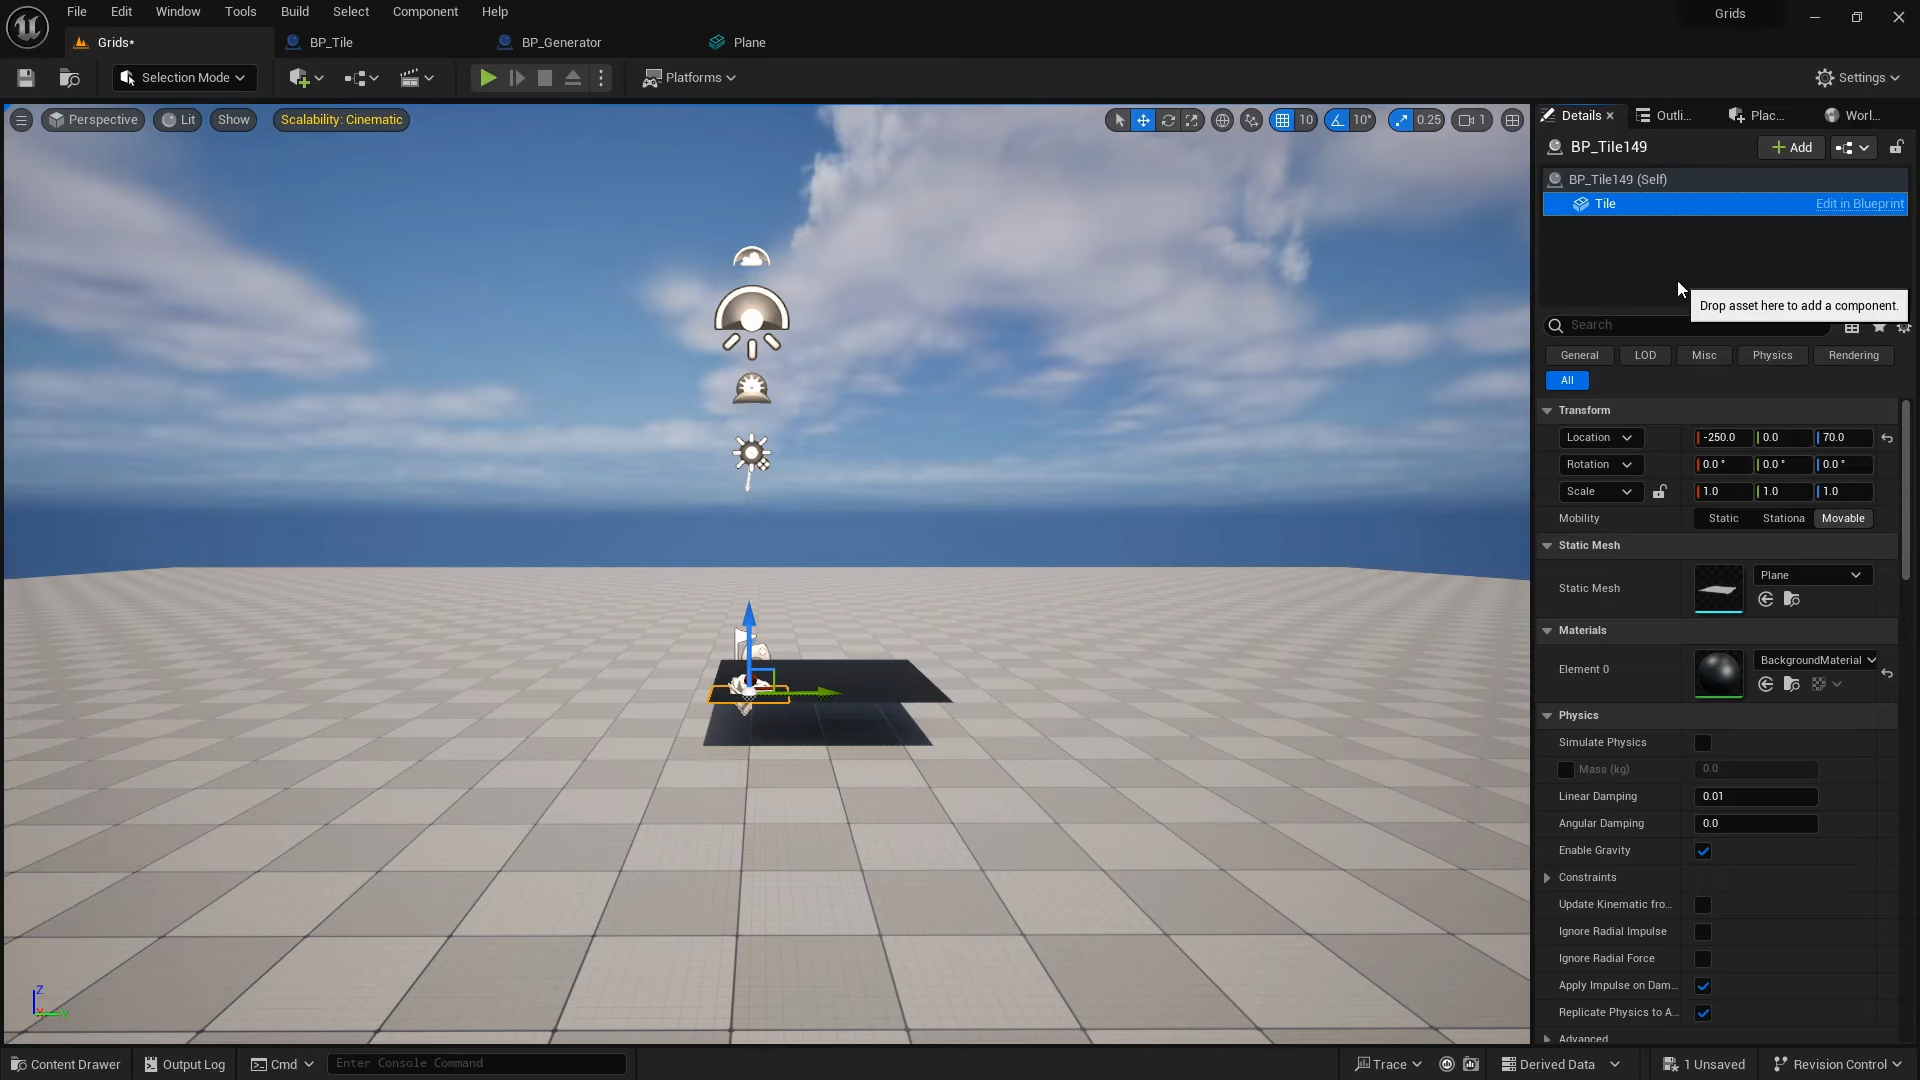 File Edit Window Tools Build Select Component Help
Grids
Grids*
BP_Tile
BP_Generator
Plane
Selection Mode
Platforms
Settings
Perspective
Lit
Show
Scalability: Cinematic
10
10°
0.25
1
Details
Outli...
Plac...
Worl...
BP_Tile149
Add
BP_Tile149 (Self)
Tile
Edit in Blueprint
Drop asset here to add a component.
Search
General
LOD
Misc
Physics
Rendering
All
Transform
Location
-250.0
0.0
70.0
Rotation
0.0 °
0.0 °
0.0 °
Scale
1.0
1.0
1.0
Mobility
Static
Stationa
Movable
Static Mesh
Static Mesh
Plane
Materials
Element 0
BackgroundMaterial
Physics
Simulate Physics
Mass (kg)
0.0
Linear Damping
0.01
Angular Damping
0.0
Enable Gravity
Constraints
Update Kinematic fro...
Ignore Radial Impulse
Ignore Radial Force
Apply Impulse on Dam...
Replicate Physics to A...
Advanced
Z
X
Y
Content Drawer
Output Log
Cmd
Enter Console Command
Trace
Derived Data
1 Unsaved
Revision Control